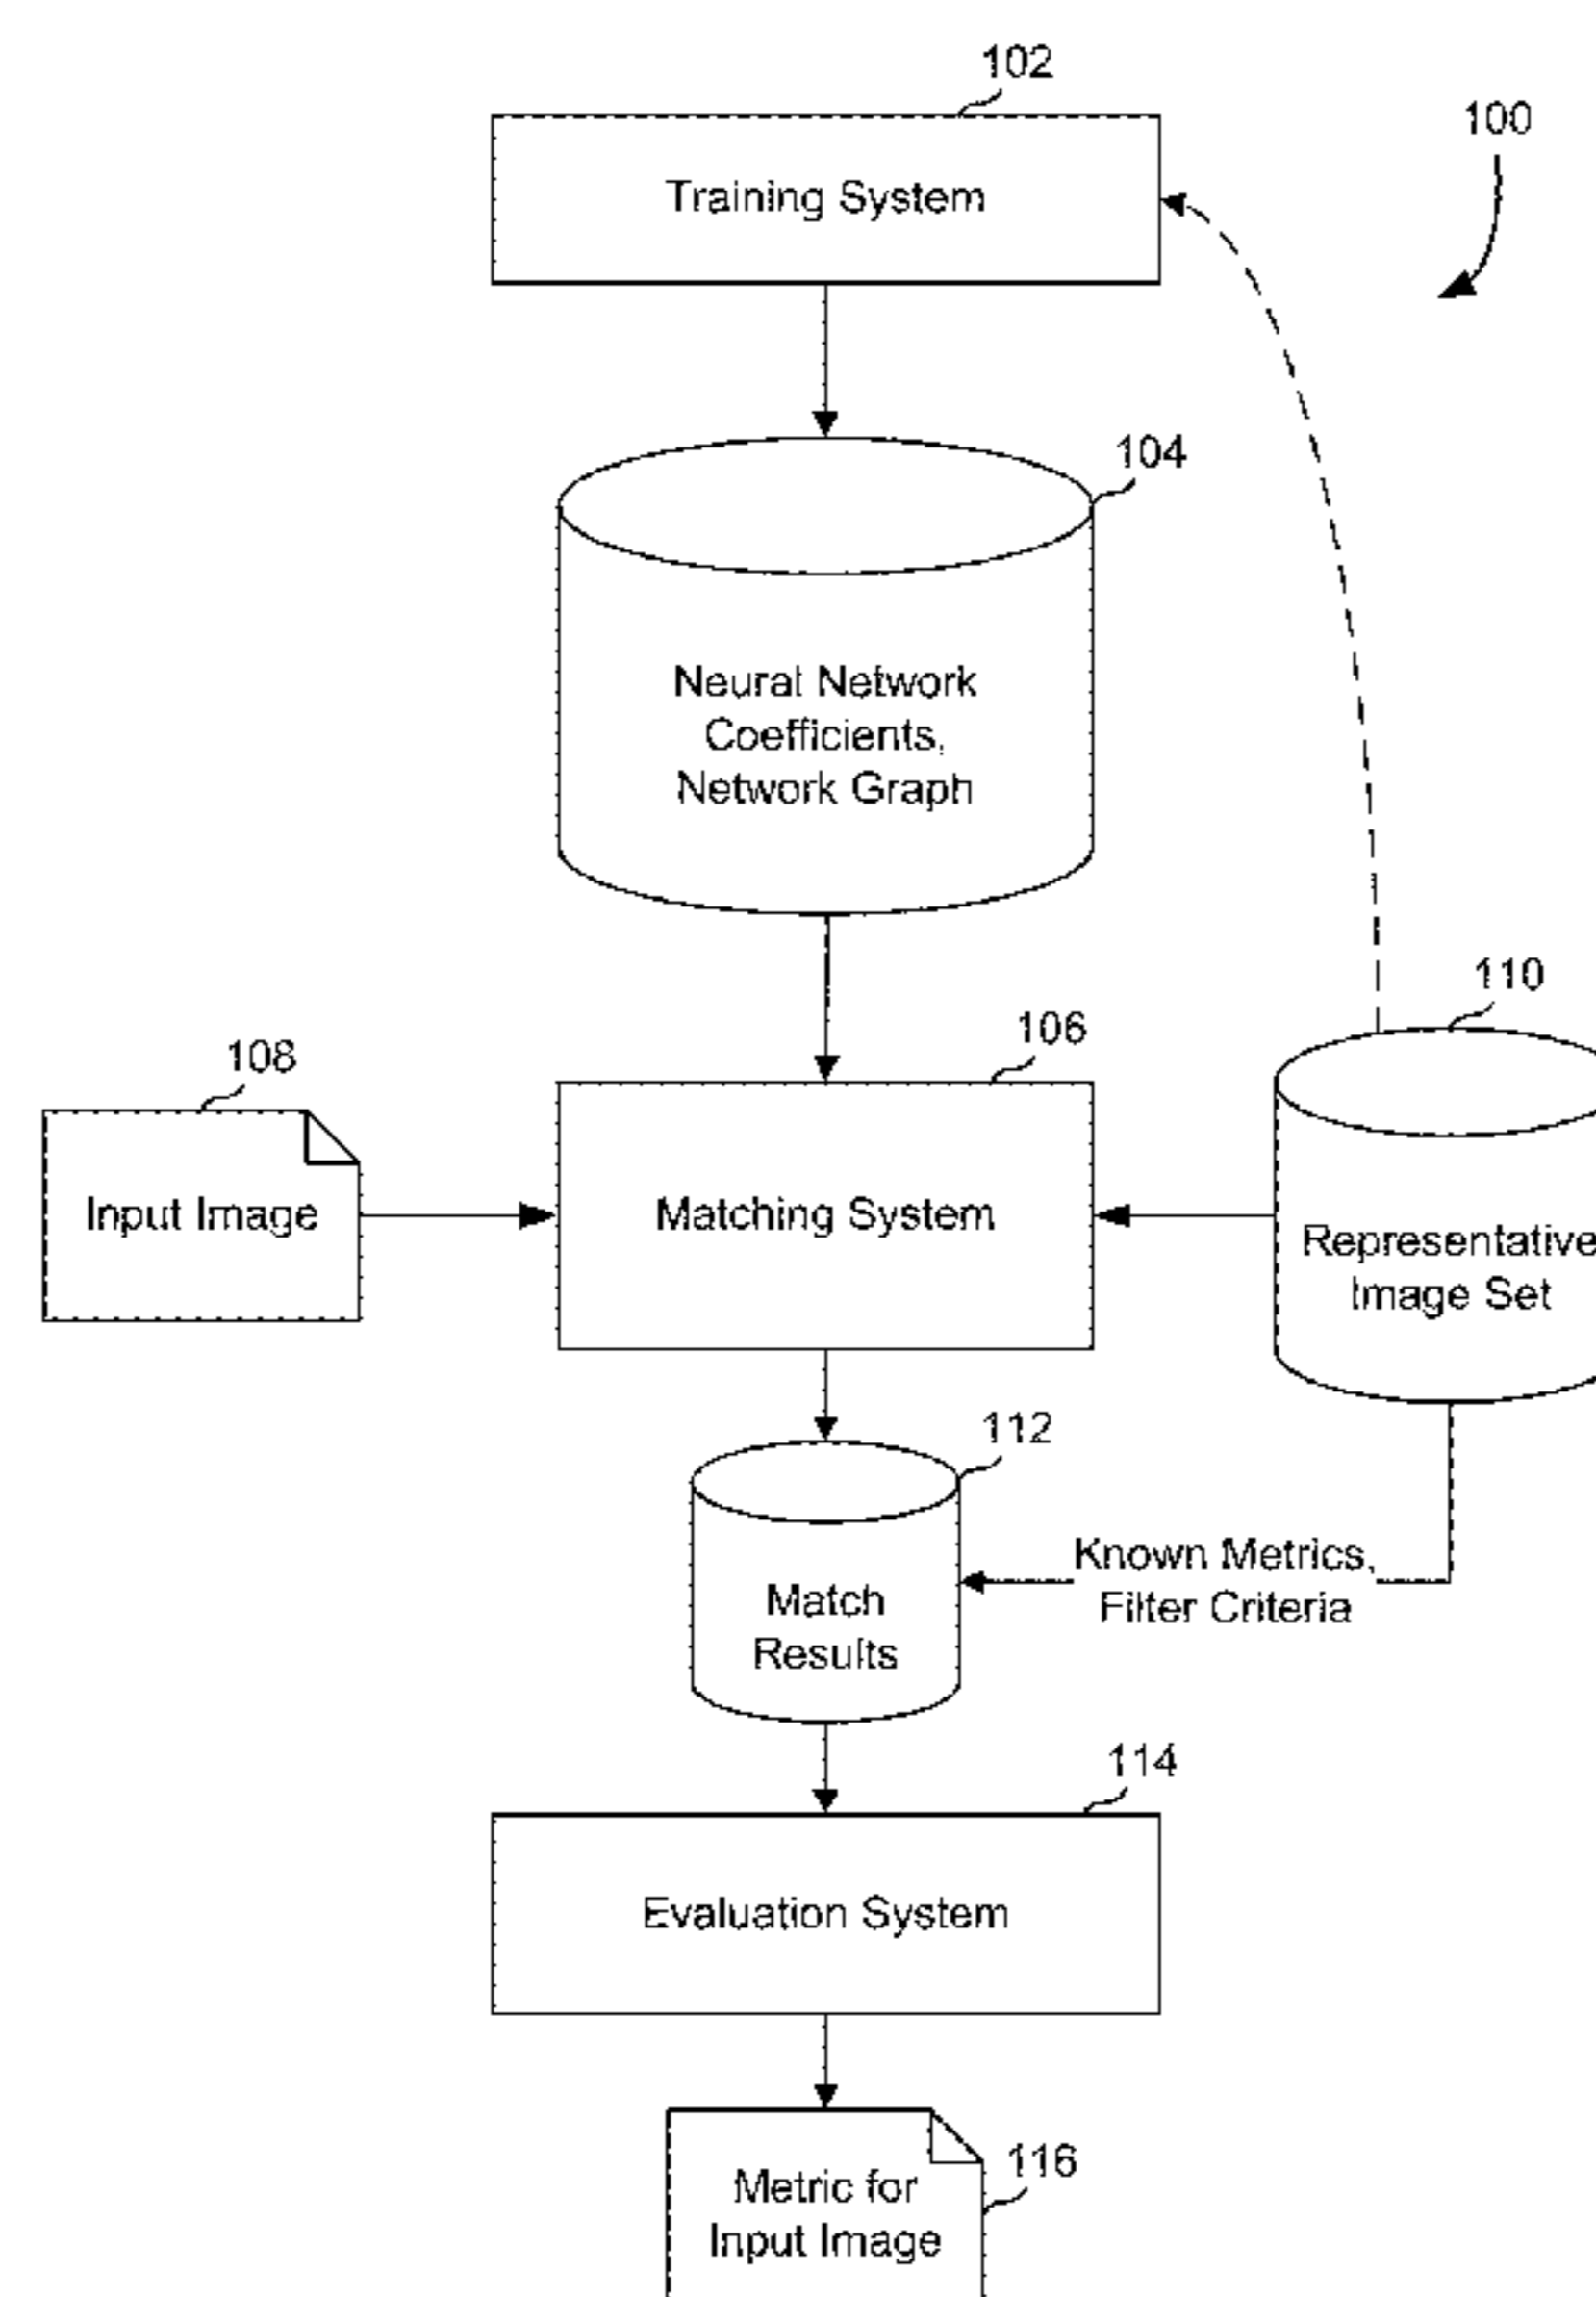 102
100
Training System
104
Neural Network
Coefficients,
Network Graph
110
106
108
Input Image
Matching System
Representative
Image Set
112
Known Metrics,
Filter Criteria
Match
Results
114
Evaluation System
116
Metric for
Input Image